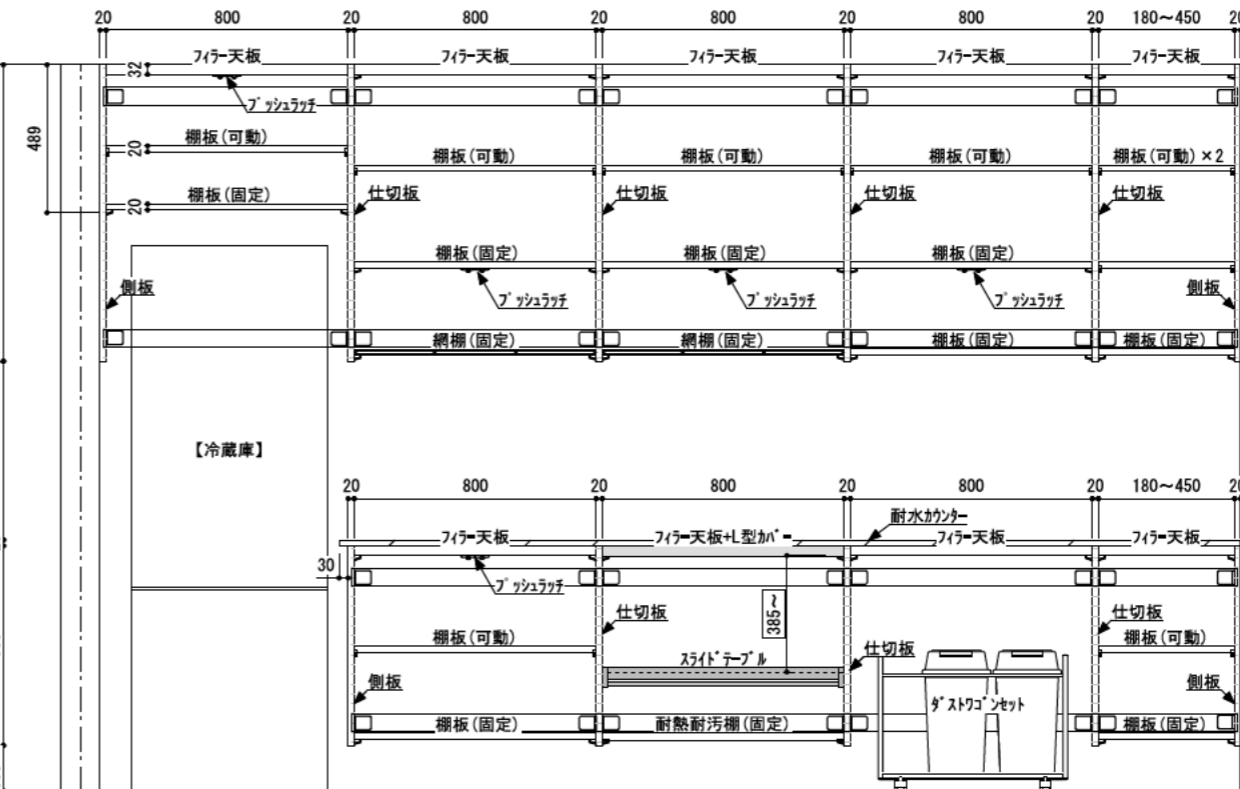 20 800 20 800 20 800 20 800 20 180～450 20
フィラー天板 フィラー天板 フィラー天板 フィラー天板 フィラー天板
32
プッシュラッチ
489
20 棚板(可動)
棚板(可動) 棚板(可動) 棚板(可動) 棚板(可動)×2
20 棚板(固定)
仕切板 仕切板 仕切板 仕切板
棚板(固定) 棚板(固定) 棚板(固定)
側板 プッシュラッチ プッシュラッチ プッシュラッチ 側板
網棚(固定) 網棚(固定) 棚板(固定) 棚板(固定)
【冷蔵庫】
20 800 20 800 20 800 20 180～450 20
耐水カウンター
フィラー天板 フィラー天板+L型カバー フィラー天板 フィラー天板
30
プッシュラッチ
385～
仕切板 仕切板
棚板(可動) 棚板(可動)
仕切板
スライドテーブル
側板 側板
ダストワゴンセット
棚板(固定) 耐熱耐汚棚(固定) 棚板(固定)